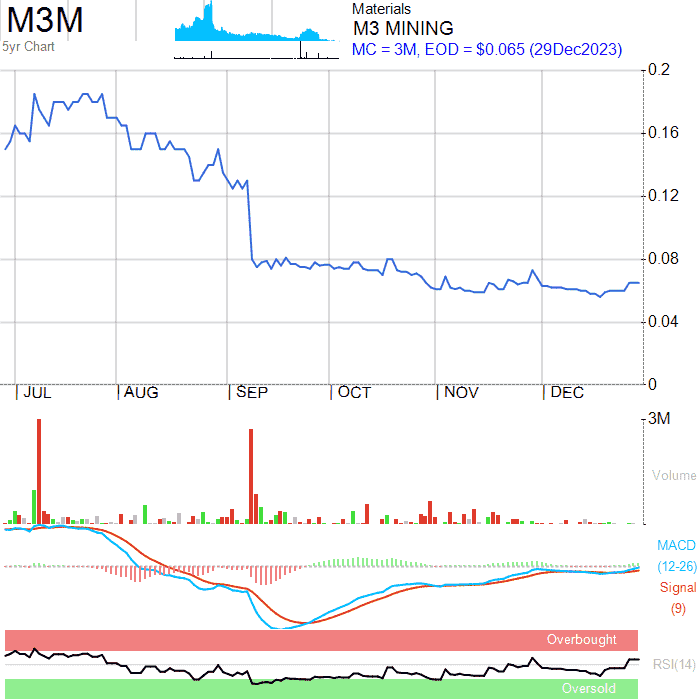 M3M
5yr Chart
Materials
M3 MINING
MC = 3M, EOD = $0.065 (29Dec2023)
0.2
0.16
0.12
0.08
0.04
0
JUL AUG SEP OCT NOV DEC
3M
Volume
MACD
(12-26)
Signal
(9)
Overbought
RSI(14)
Oversold